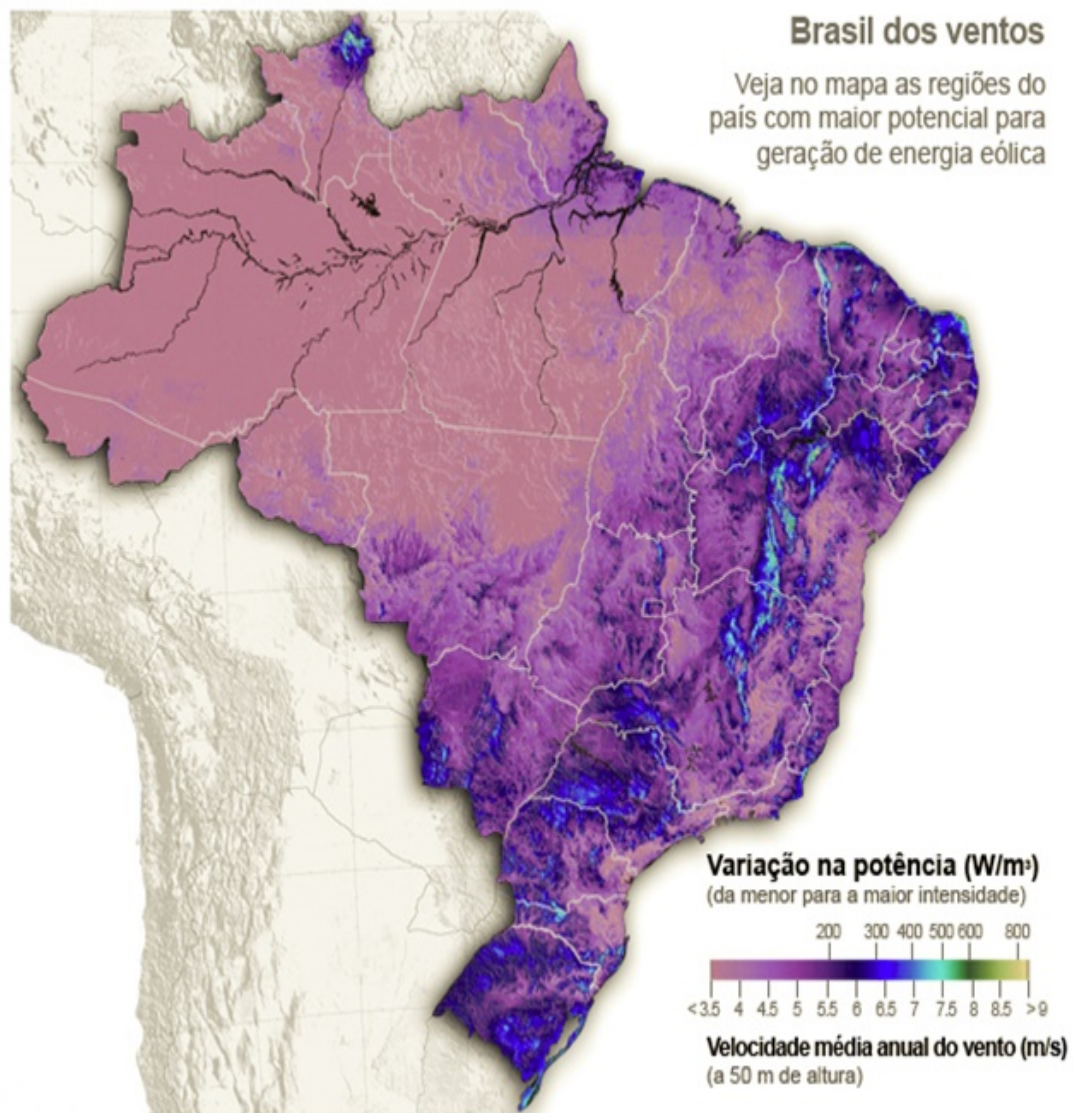 Brasil dos ventos
Veja no mapa as regiões do
país com maior potencial para
geração de energia eólica
Variação na potência (W/m³)
(da menor para a maior intensidade)
200 300 400 500 600 800
<3.5 4 4.5 5 5.5 6 6.5 7 7.5 8 8.5 >9
Velocidade média anual do vento (m/s)
(a 50 m de altura)